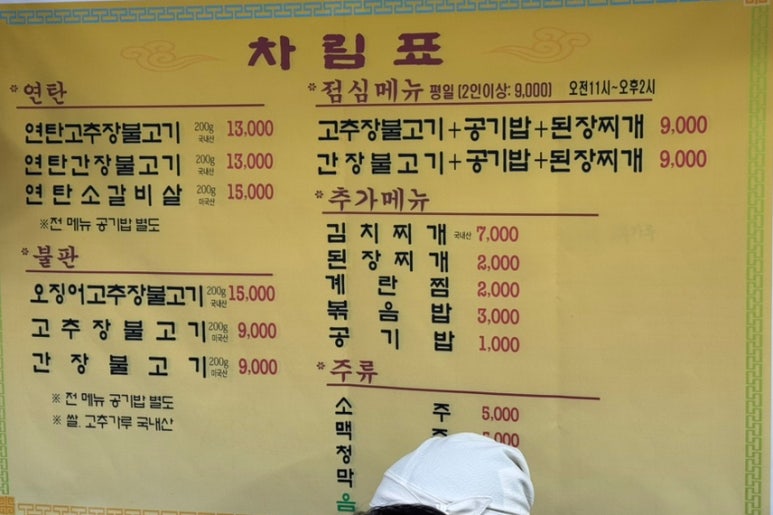 차림표
* 연탄
연탄고추장불고기 200g 국내산 13,000
연탄간장불고기 200g 국내산 13,000
연탄소갈비살 200g 미국산 15,000
※전 메뉴 공기밥 별도
* 불판
오징어고추장불고기 200g 국내산 15,000
고추장불고기 200g 미국산 9,000
간장불고기 200g 미국산 9,000
※ 전 메뉴 공기밥 별도
※ 쌀. 고추가루 국내산
* 점심메뉴 평일 (2인이상: 9,000) 오전11시~오후2시
고추장불고기+공기밥+된장찌개 9,000
간장불고기+공기밥+된장찌개 9,000
* 추가메뉴
김치찌개 국내산 7,000
된장찌개 2,000
계란찜 2,000
볶음밥 3,000
공기밥 1,000
* 주류
소주 5,000
맥
청
막
음